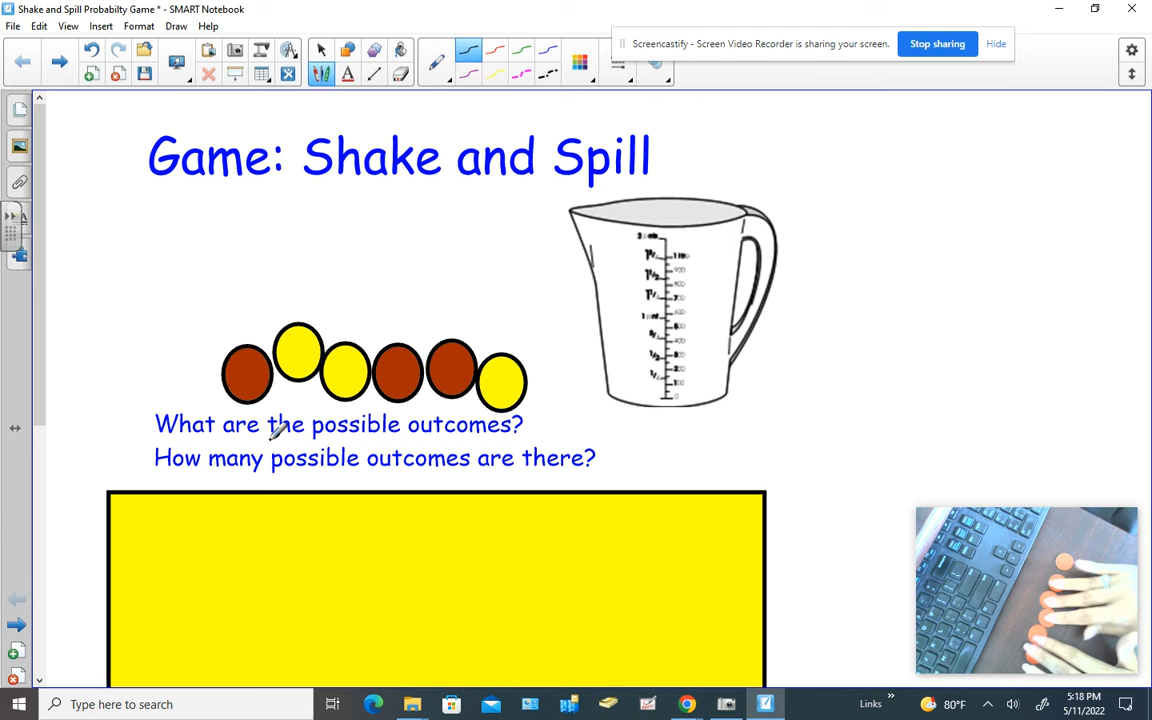 Shake and Spill Probabilty Game * - SMART Notebook
File Edit View Insert Format Draw Help
Screencastify - Screen Video Recorder is sharing your screen. Stop sharing Hide
Game: Shake and Spill
What are the possible outcomes?
How many possible outcomes are there?
Type here to search
Links
80°F
5:18 PM
5/11/2022